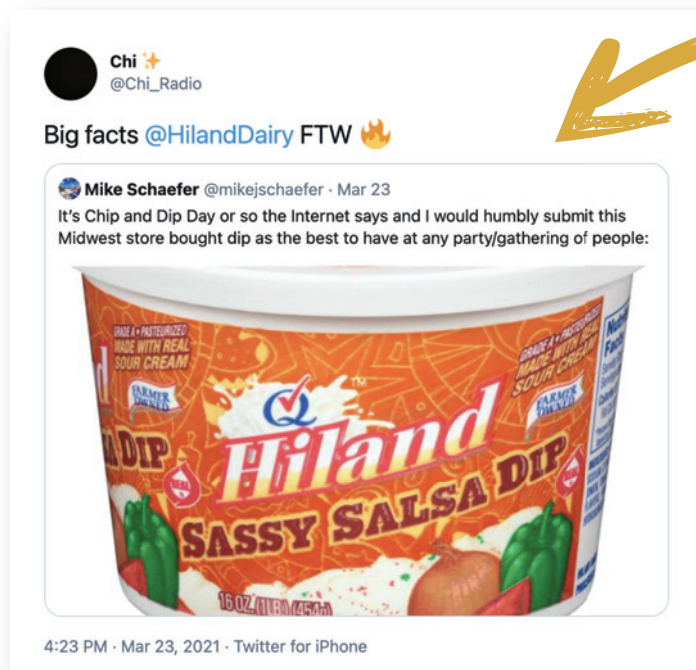 Chi ✨
@Chi_Radio
Big facts @HilandDairy FTW 🔥
Mike Schaefer @mikejschaefer · Mar 23
It's Chip and Dip Day or so the Internet says and I would humbly submit this
Midwest store bought dip as the best to have at any party/gathering of people:
GRADE A • PASTEURIZED
MADE WITH REAL
SOUR CREAM
FARMER
OWNED
GRADE A • PASTEURIZED
MADE WITH REAL
SOUR CREAM
FARMER
OWNED
Q
TM
Hiland
DIP
REAL
SASSY SALSA DIP
16 OZ (1LB) (454g)
4:23 PM · Mar 23, 2021 · Twitter for iPhone